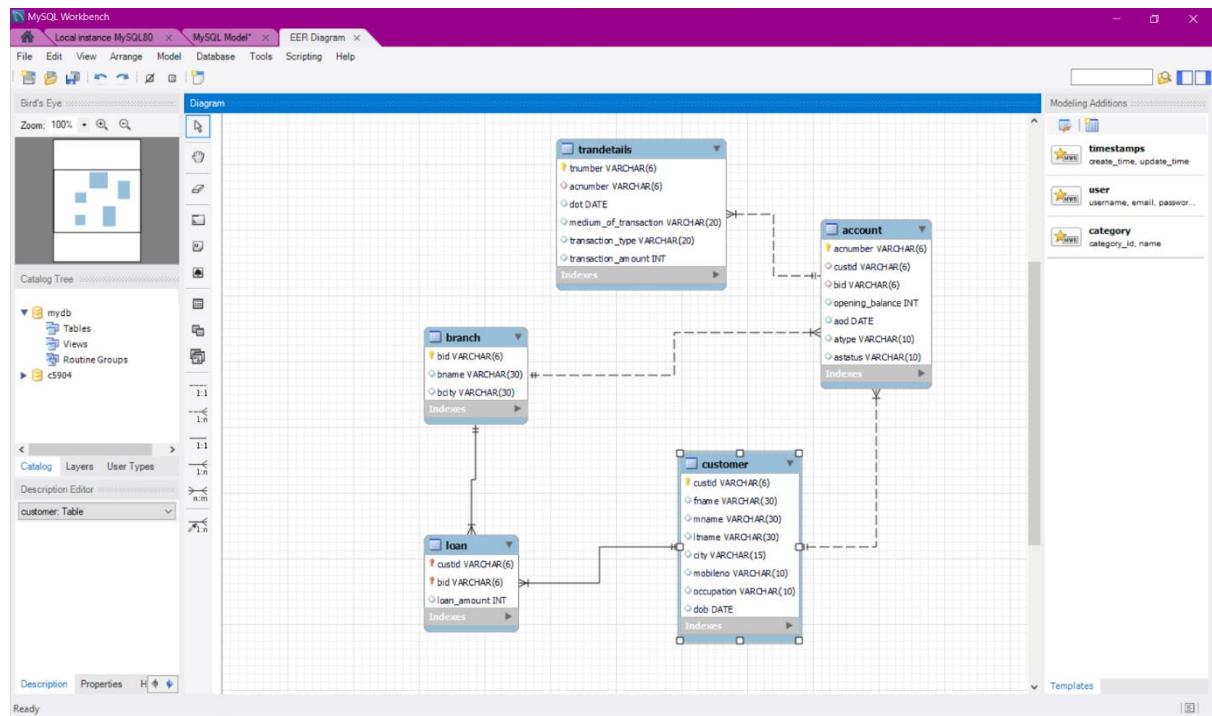 MySQL Workbench
Local instance MySQL80 × MySQL Model* × EER Diagram ×
File Edit View Arrange Model Database Tools Scripting Help
Bird's Eye
Zoom: 100%
Diagram
Modeling Additions
timestamps
create_time, update_time
user
username, email, passwor...
category
category_id, name
Catalog Tree
mydb
Tables
Views
Routine Groups
c5904
Catalog Layers User Types
Description Editor
customer: Table
Description Properties H
1:1
1:n
1:1
1:n
n:m
1:n
trandetails
tnumber VARCHAR(6)
acnumber VARCHAR(6)
dot DATE
medium_of_transaction VARCHAR(20)
transaction_type VARCHAR(20)
transaction_amount INT
Indexes
account
acnumber VARCHAR(6)
custid VARCHAR(6)
bid VARCHAR(6)
opening_balance INT
aod DATE
atype VARCHAR(10)
astatus VARCHAR(10)
Indexes
branch
bid VARCHAR(6)
bname VARCHAR(30)
bcity VARCHAR(30)
Indexes
customer
custid VARCHAR(6)
fname VARCHAR(30)
mname VARCHAR(30)
ltname VARCHAR(30)
city VARCHAR(15)
mobileno VARCHAR(10)
occupation VARCHAR(10)
dob DATE
Indexes
loan
custid VARCHAR(6)
bid VARCHAR(6)
loan_amount INT
Indexes
Templates
Ready